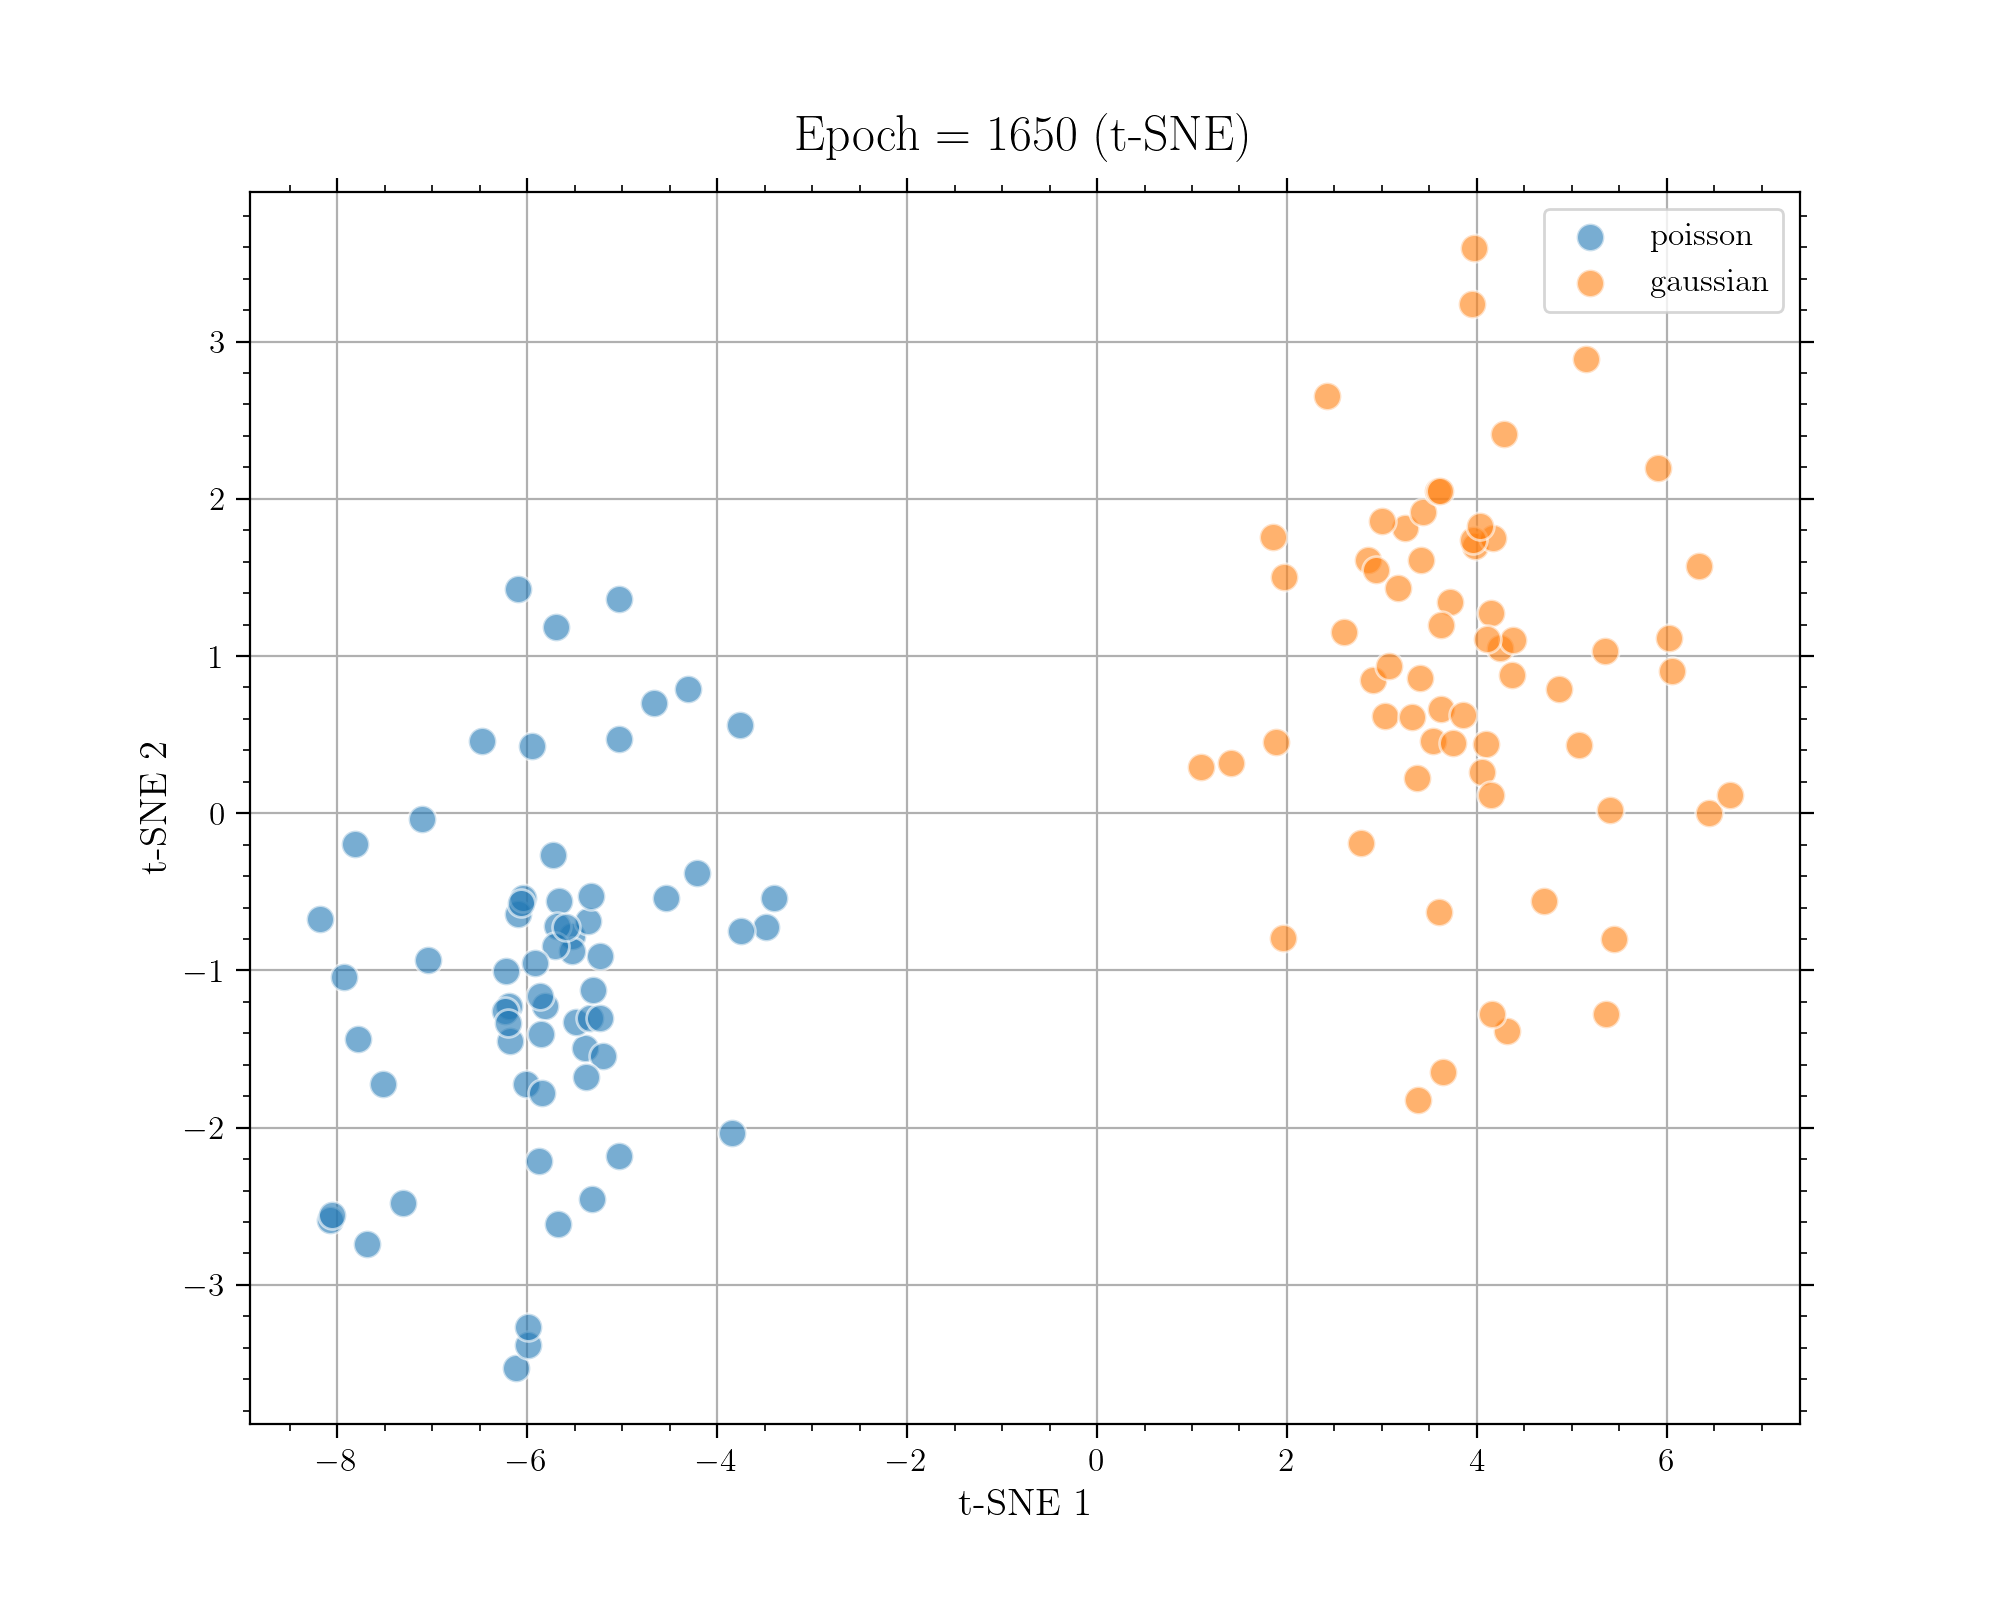 Epoch = 1650 (t-SNE)
poisson
gaussian
3
2
1
0
−1
−2
−3
t-SNE 2
−8 −6 −4 −2 0 2 4 6
t-SNE 1